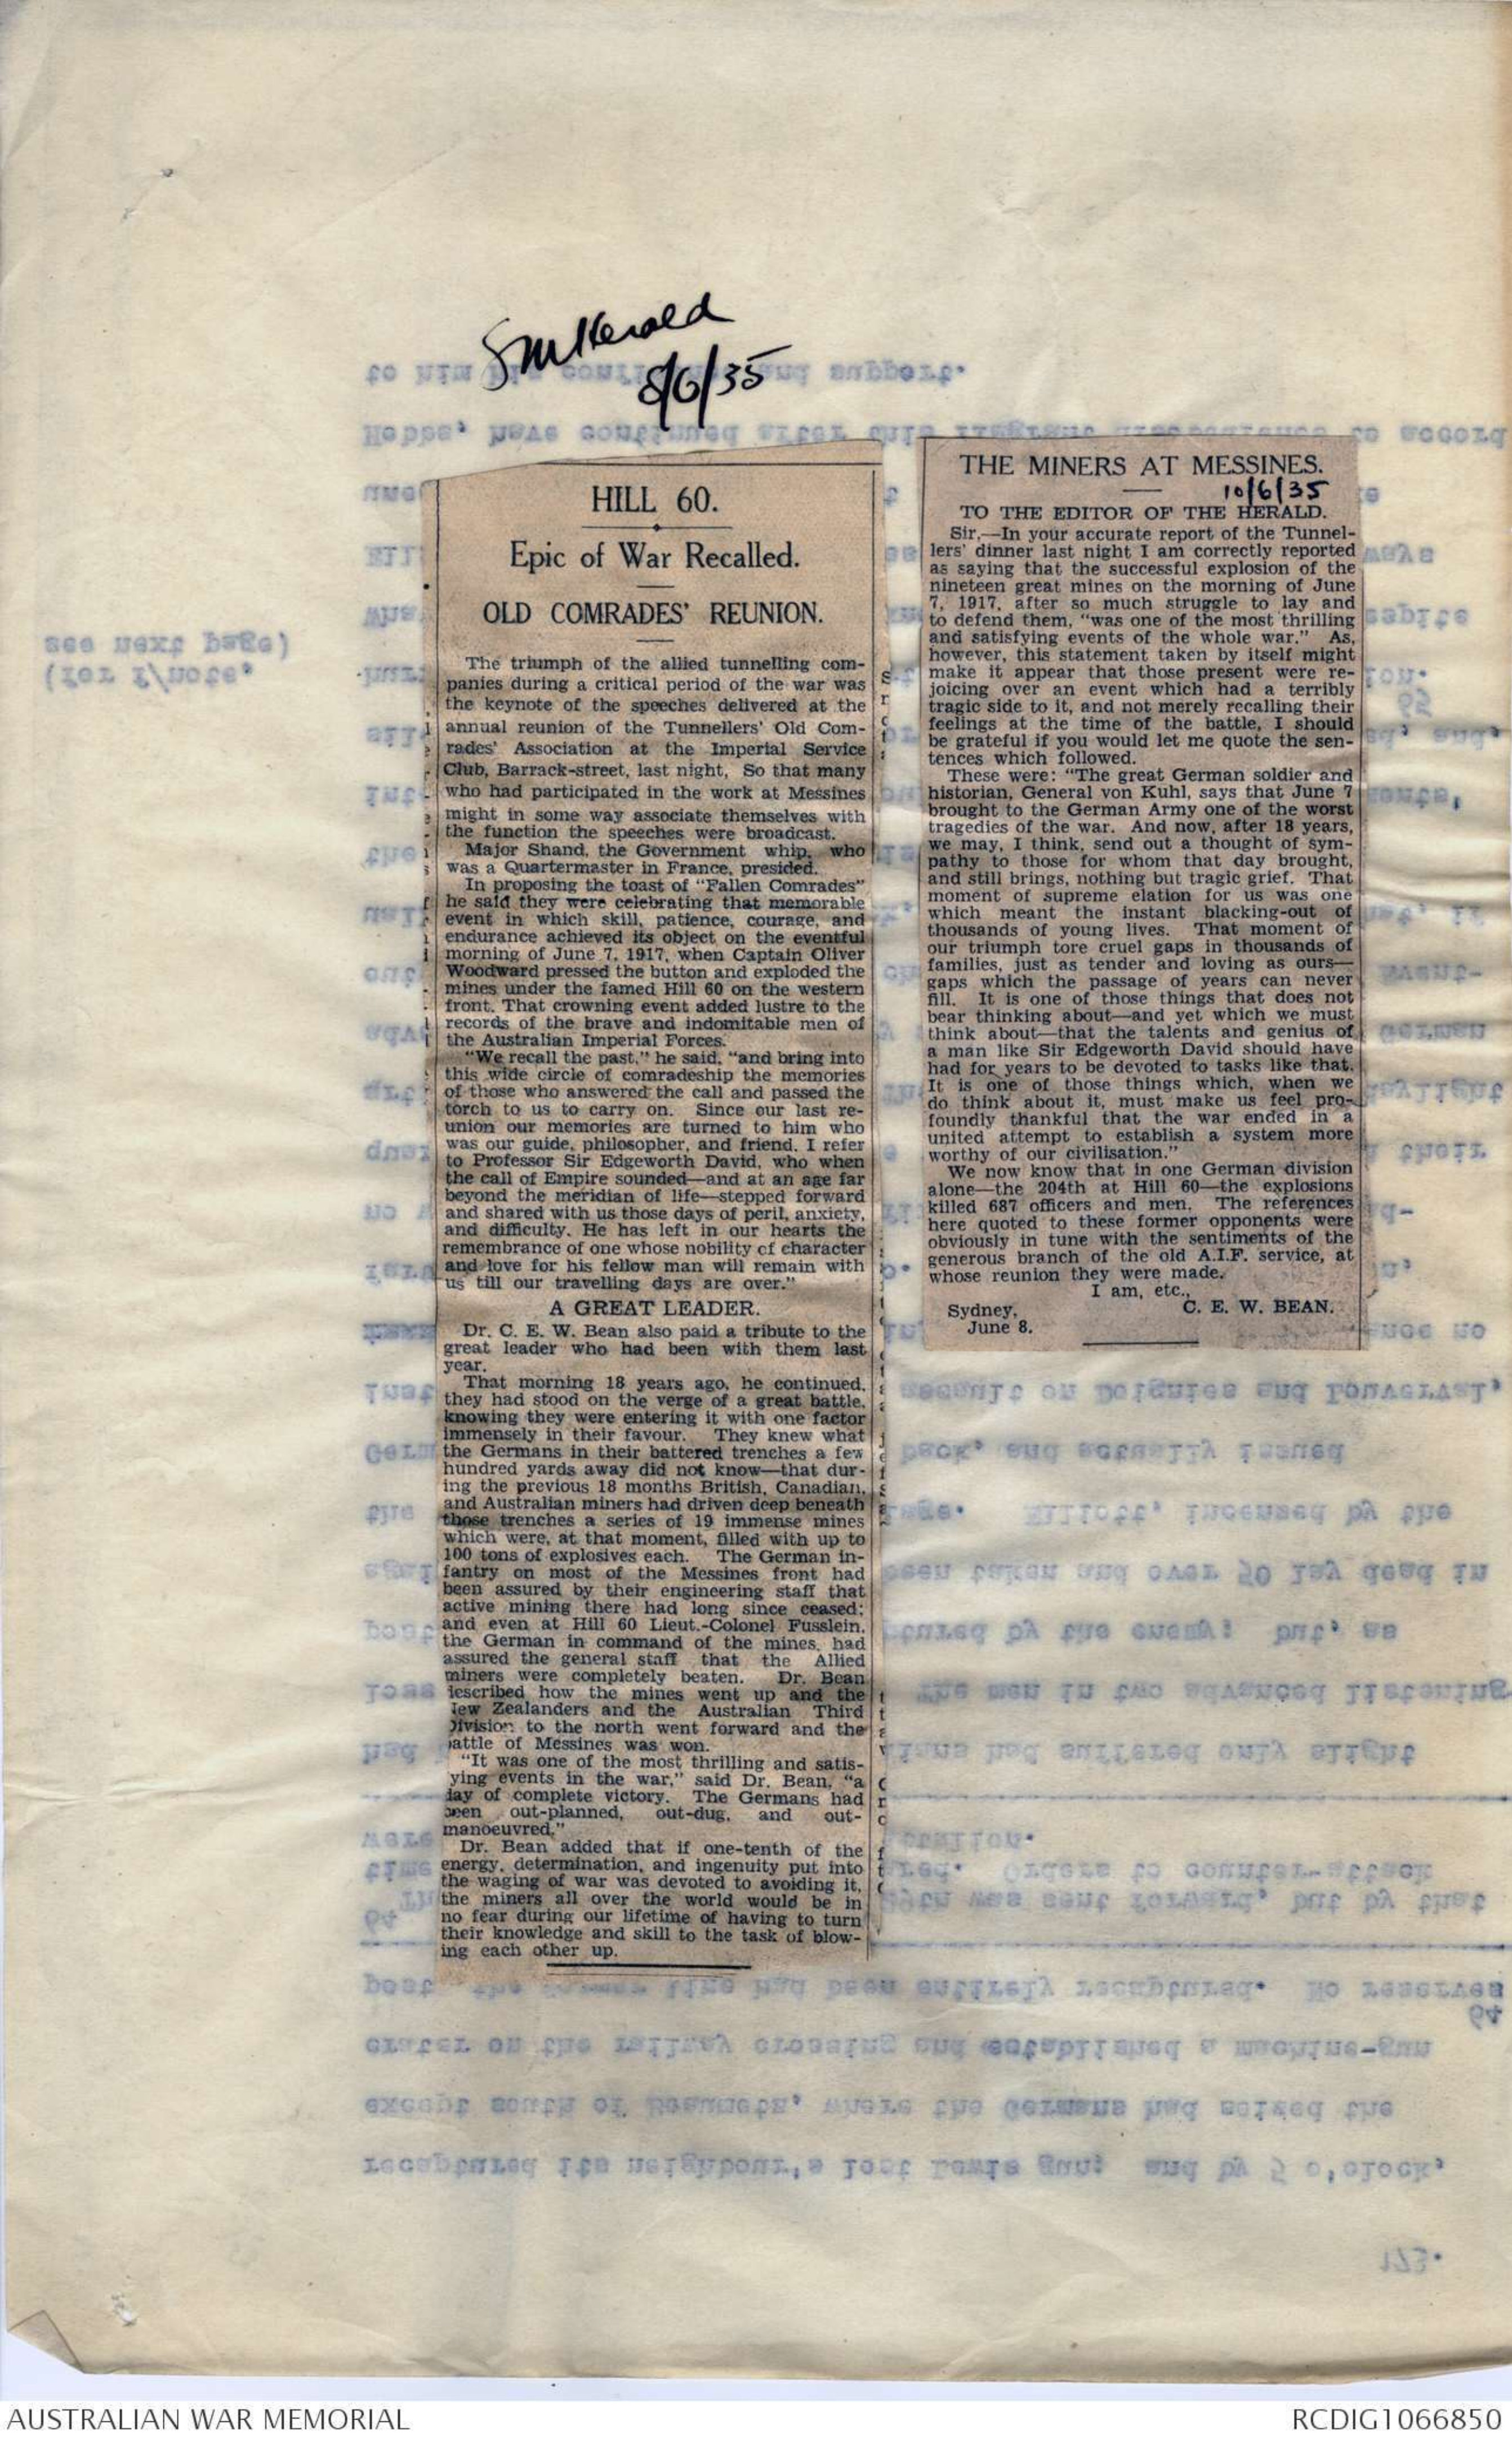 SM Herald
8/6/35
HILL 60.
Epic of War Recalled.
OLD COMRADES' REUNION.
The triumph of the allied tunnelling com-
panies during a critical period of the war was
the keynote of the speeches delivered at the
annual reunion of the Tunnellers' Old Com-
rades' Association at the Imperial Service
Club, Barrack-street, last night, So that many
who had participated in the work at Messines
might in some way associate themselves with
the function the speeches were broadcast.
Major Shand, the Government whip, who
was a Quartermaster in France, presided.
In proposing the toast of "Fallen Comrades"
he said they were celebrating that memorable
event in which skill, patience, courage, and
endurance achieved its object on the eventful
morning of June 7, 1917, when Captain Oliver
Woodward pressed the button and exploded the
mines under the famed Hill 60 on the western
front. That crowning event added lustre to the
records of the brave and indomitable men of
the Australian Imperial Forces.
"We recall the past," he said, "and bring into
this wide circle of comradeship the memories
of those who answered the call and passed the
torch to us to carry on. Since our last re-
union our memories are turned to him who
was our guide, philosopher, and friend. I refer
to Professor Sir Edgeworth David, who when
the call of Empire sounded—and at an age far
beyond the meridian of life—stepped forward
and shared with us those days of peril, anxiety,
and difficulty. He has left in our hearts the
remembrance of one whose nobility of character
and love for his fellow man will remain with
us till our travelling days are over."
A GREAT LEADER.
Dr. C. E. W. Bean also paid a tribute to the
great leader who had been with them last
year.
That morning 18 years ago, he continued,
they had stood on the verge of a great battle,
knowing they were entering it with one factor
immensely in their favour. They knew what
the Germans in their battered trenches a few
hundred yards away did not know—that dur-
ing the previous 18 months British, Canadian,
and Australian miners had driven deep beneath
those trenches a series of 19 immense mines
which were, at that moment, filled with up to
100 tons of explosives each. The German in-
fantry on most of the Messines front had
been assured by their engineering staff that
active mining there had long since ceased;
and even at Hill 60 Lieut.-Colonel Fusslein,
the German in command of the mines, had
assured the general staff that the Allied
miners were completely beaten. Dr. Bean
lescribed how the mines went up and the
lew Zealanders and the Australian Third
Division to the north went forward and the
attle of Messines was won.
"It was one of the most thrilling and satis-
ying events in the war," said Dr. Bean, "a
day of complete victory. The Germans had
been out-planned, out-dug, and out-
manoeuvred."
Dr. Bean added that if one-tenth of the
energy, determination, and ingenuity put into
the waging of war was devoted to avoiding it,
the miners all over the world would be in
no fear during our lifetime of having to turn
their knowledge and skill to the task of blow-
ing each other up.
THE MINERS AT MESSINES.
10/6/35
TO THE EDITOR OF THE HERALD.
Sir,—In your accurate report of the Tunnel-
lers' dinner last night I am correctly reported
as saying that the successful explosion of the
nineteen great mines on the morning of June
7, 1917, after so much struggle to lay and
to defend them, "was one of the most thrilling
and satisfying events of the whole war." As,
however, this statement taken by itself might
make it appear that those present were re-
joicing over an event which had a terribly
tragic side to it, and not merely recalling their
feelings at the time of the battle, I should
be grateful if you would let me quote the sen-
tences which followed.
These were: "The great German soldier and
historian, General von Kuhl, says that June 7
brought to the German Army one of the worst
tragedies of the war. And now, after 18 years,
we may, I think, send out a thought of sym-
pathy to those for whom that day brought,
and still brings, nothing but tragic grief. That
moment of supreme elation for us was one
which meant the instant blacking-out of
thousands of young lives. That moment of
our triumph tore cruel gaps in thousands of
families, just as tender and loving as ours—
gaps which the passage of years can never
fill. It is one of those things that does not
bear thinking about—and yet which we must
think about—that the talents and genius of
a man like Sir Edgeworth David should have
had for years to be devoted to tasks like that.
It is one of those things which, when we
do think about it, must make us feel pro-
foundly thankful that the war ended in a
united attempt to establish a system more
worthy of our civilisation."
We now know that in one German division
alone—the 204th at Hill 60—the explosions
killed 687 officers and men. The references
here quoted to these former opponents were
obviously in tune with the sentiments of the
generous branch of the old A.I.F. service, at
whose reunion they were made.
I am, etc.,
C. E. W. BEAN.
Sydney,
June 8.
AUSTRALIAN WAR MEMORIAL
RCDIG1066850